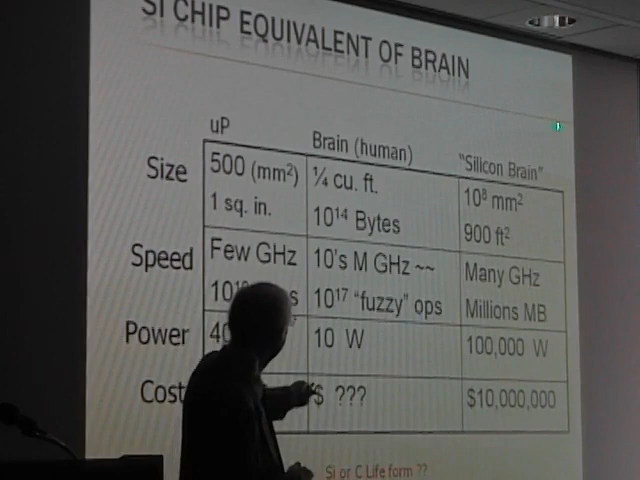 SI CHIP EQUIVALENT OF BRAIN
uP
Brain (human)
"Silicon Brain"
Size
500 (mm²)
1 sq. in.
¼ cu. ft.
10¹⁴ Bytes
10⁸ mm²
900 ft²
Speed
Few GHz
10's M GHz ~~
10¹⁷ "fuzzy" ops
Many GHz
Millions MB
Power
10 W
100,000 W
Cost
$ ???
$10,000,000
Si or C Life form ??